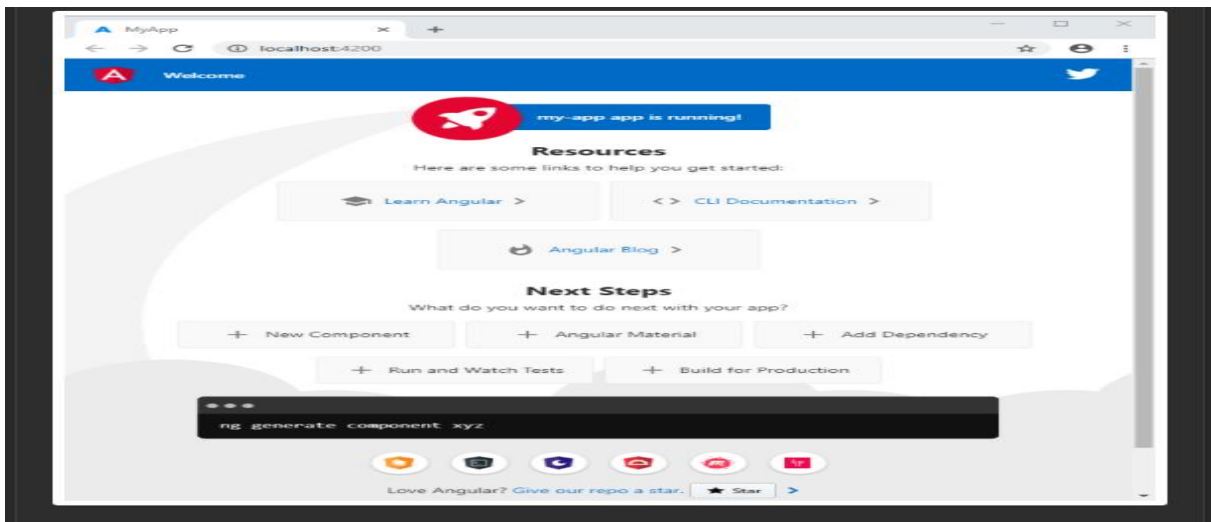 MyApp
localhost:4200
Welcome
my-app app is running!
Resources
Here are some links to help you get started:
Learn Angular > < > CLI Documentation >
Angular Blog >
Next Steps
What do you want to do next with your app?
+ New Component + Angular Material + Add Dependency
+ Run and Watch Tests + Build for Production
ng generate component xyz
Love Angular? Give our repo a star. ★ Star >